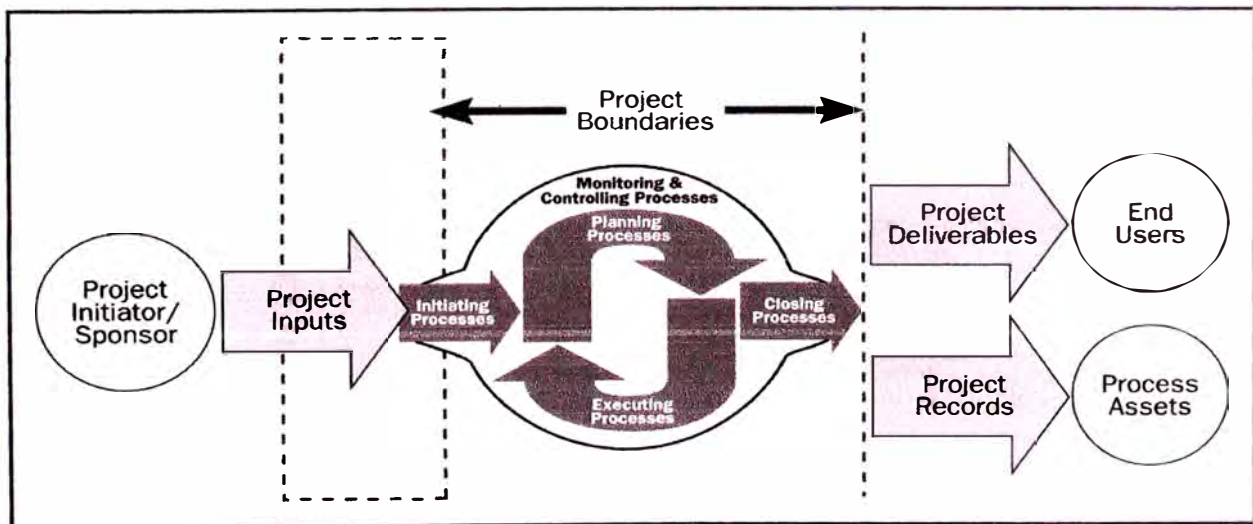 Project
Boundaries
Monitoring &
Controlling Processes
Planning
Processes
Project
Initiator/
Sponsor
Project
Inputs
Initiating
Processes
Closing
Processes
Executing
Processes
Project
Deliverables
End
Users
Project
Records
Process
Assets